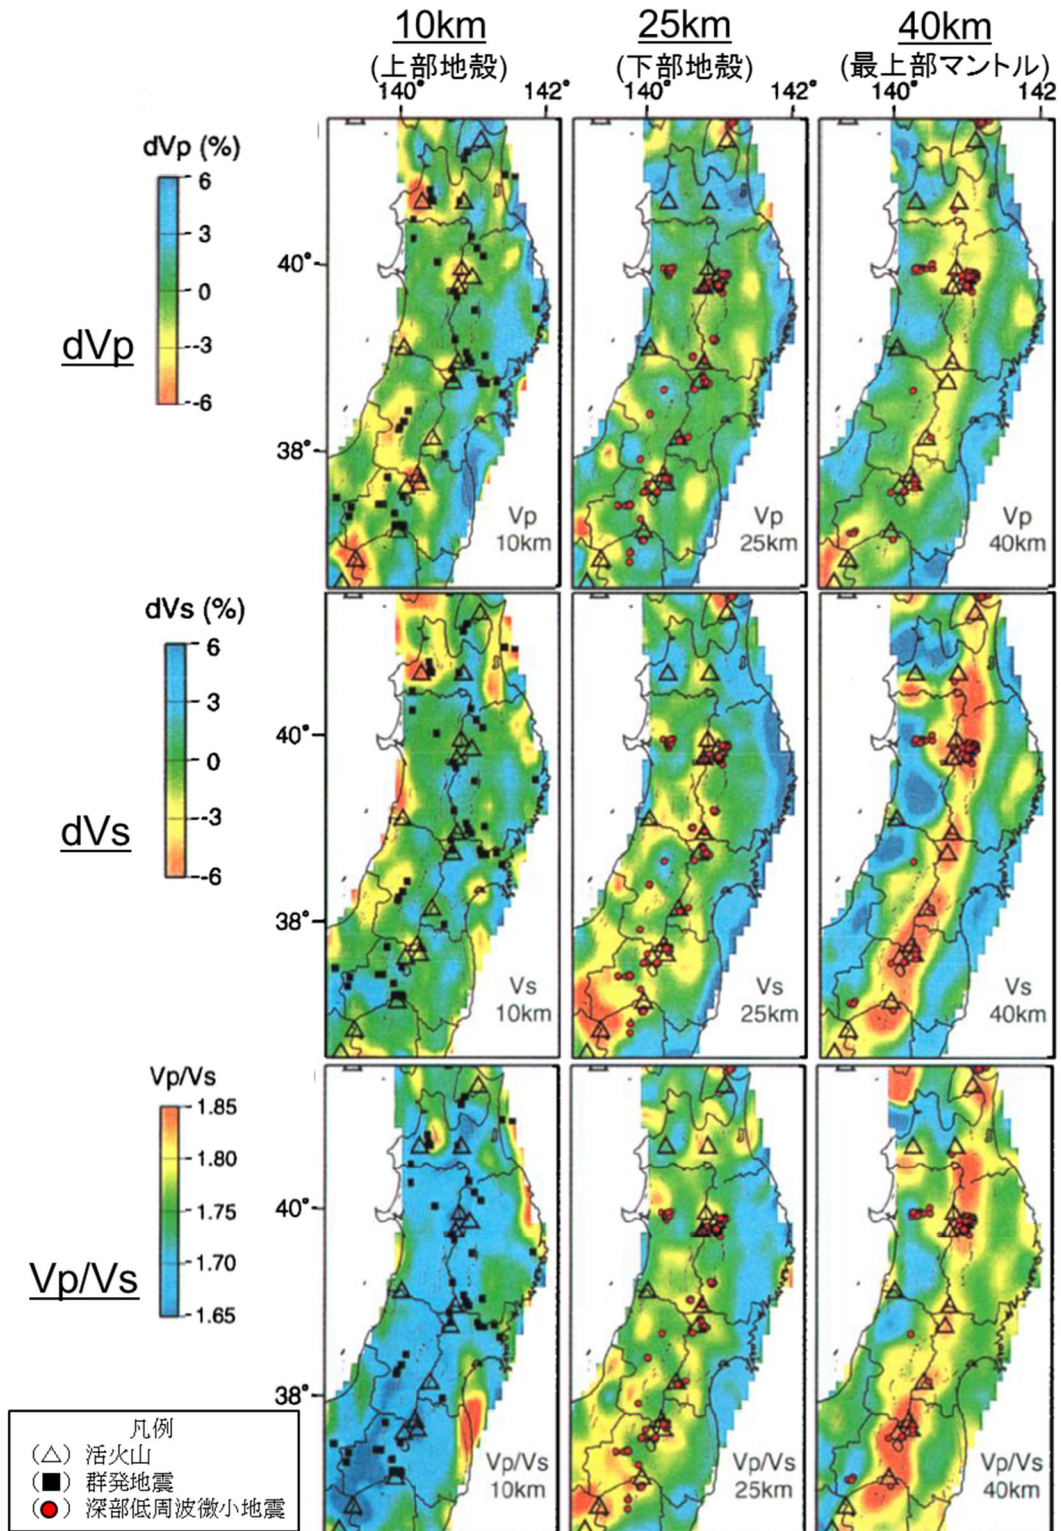 10km 25km 40km
(上部地殻) (下部地殻) (最上部マントル)
140° 142° 140° 142° 140° 142
dVp (%)
6
3
0
-3
-6
dVp
40°
38°
Vp
10km
Vp
25km
Vp
40km
dVs (%)
6
3
0
-3
-6
dVs
40°
38°
Vs
10km
Vs
25km
Vs
40km
Vp/Vs
1.85
1.80
1.75
1.70
1.65
Vp/Vs
40°
38°
Vp/Vs
10km
Vp/Vs
25km
Vp/Vs
40km
凡例
(△) 活火山
(■) 群発地震
(●) 深部低周波微小地震